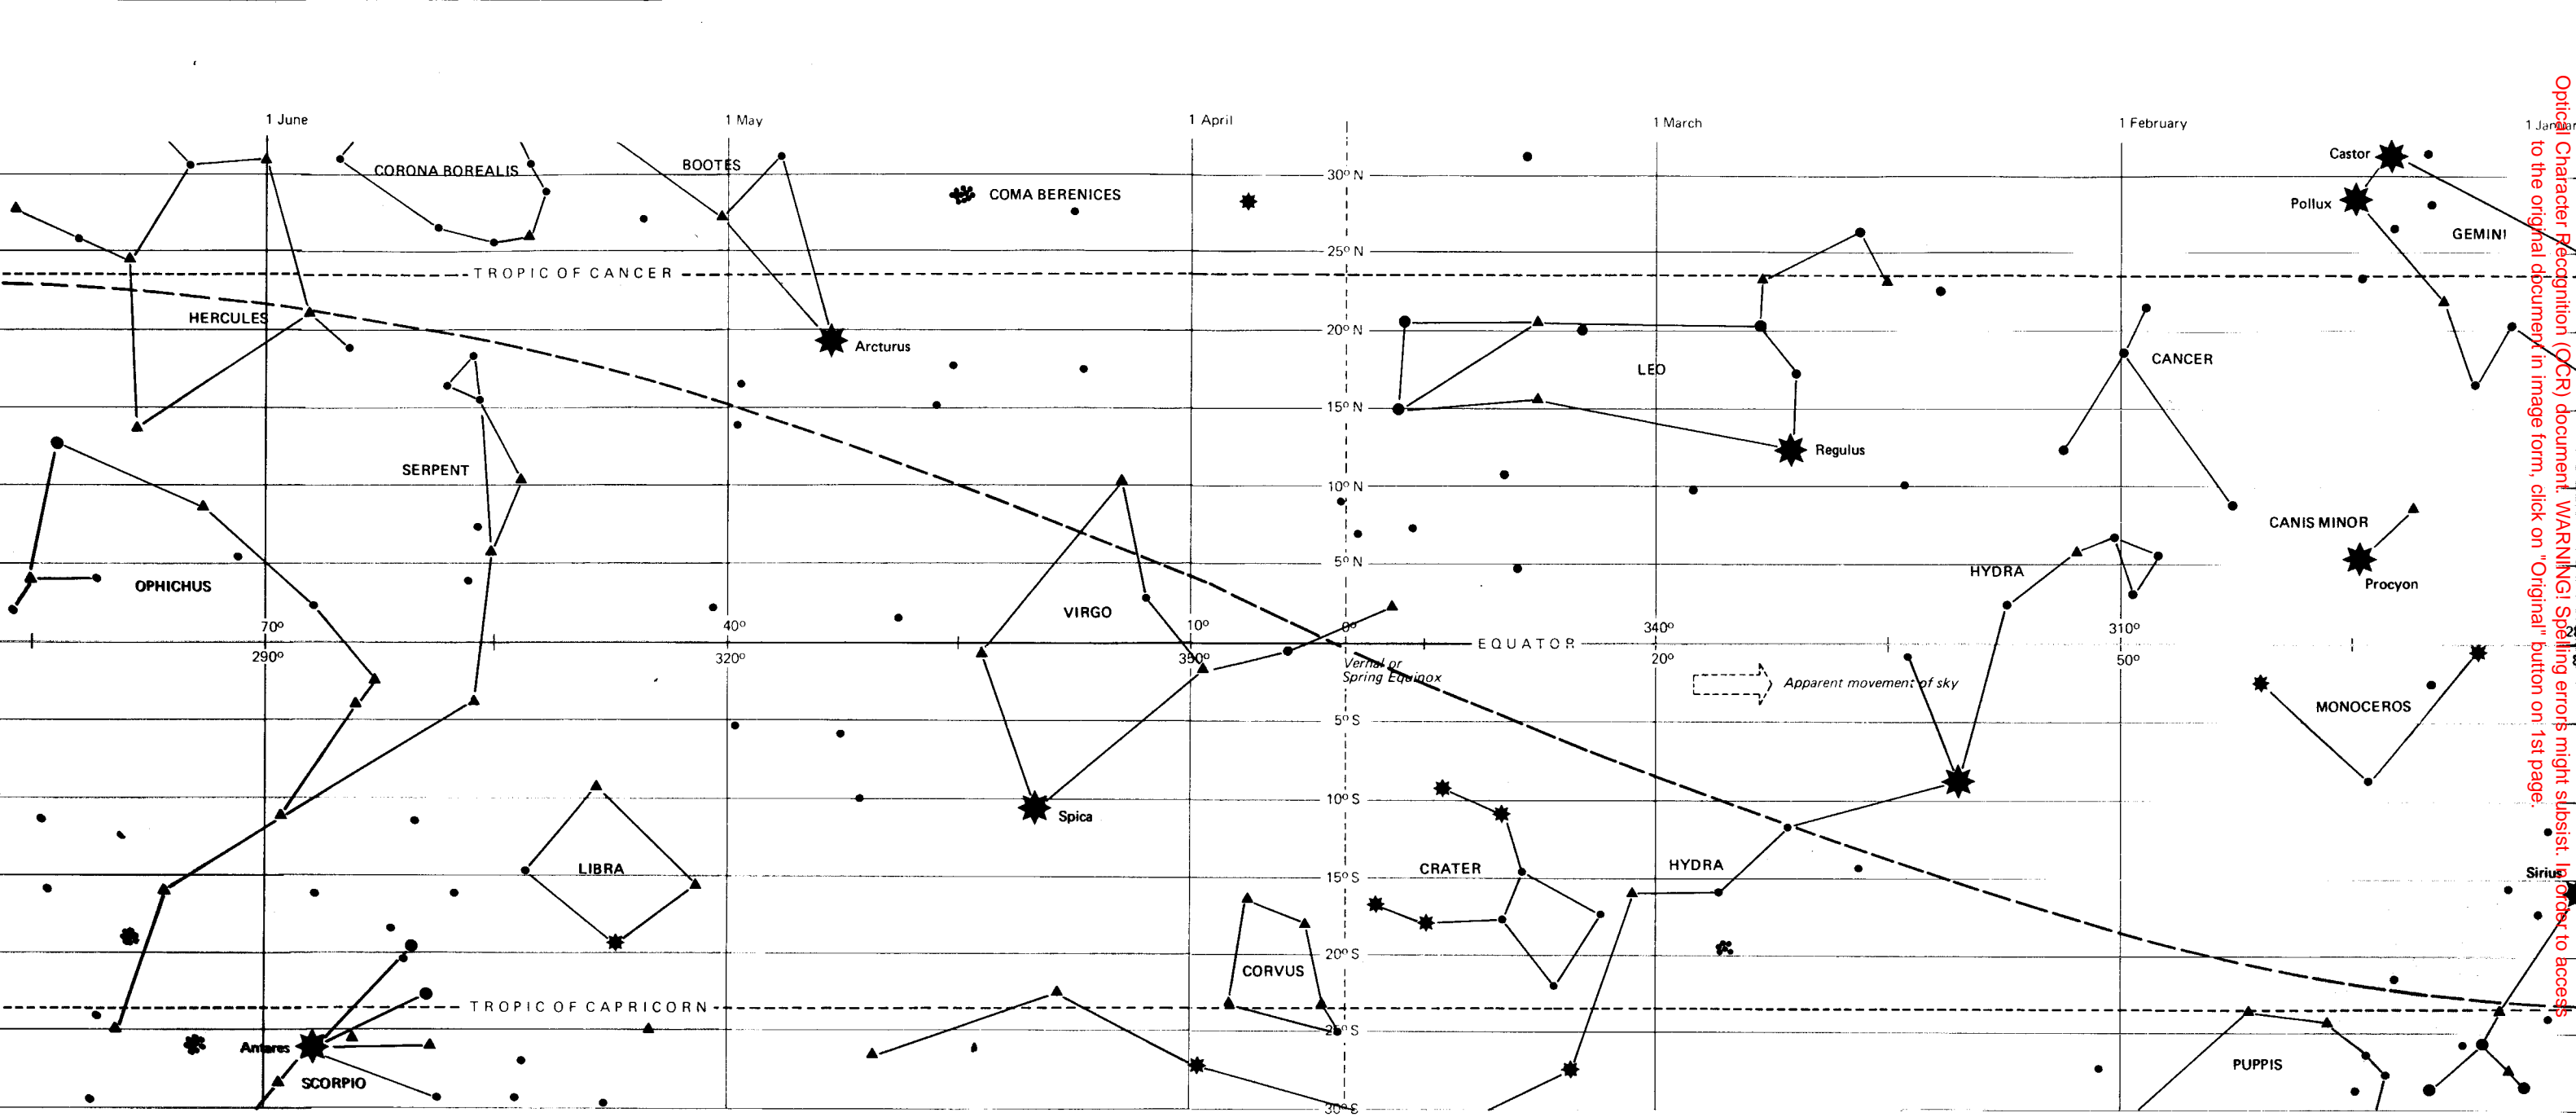 1 June
1 May
1 April
1 March
1 February
CORONA BOREALIS
BOOTES
COMA BERENICES
30° N
Castor
Pollux
GEMINI
25° N
TROPIC OF CANCER
HERCULES
20° N
Arcturus
LEO
CANCER
15° N
SERPENT
Regulus
10° N
CANIS MINOR
OPHICHUS
5° N
HYDRA
Procyon
VIRGO
70°
40°
10°
0°
340°
310°
EQUATOR
290°
320°
350°
20°
50°
Vernal or
Spring Equinox
Apparent movement of sky
MONOCEROS
5° S
10° S
Spica
LIBRA
15° S
CRATER
HYDRA
Sirius
20° S
CORVUS
TROPIC OF CAPRICORN
25° S
Antares
SCORPIO
PUPPIS
30° S
Optical Character Recognition (OCR) document. WARNING! Spelling errors might subsist. In order to access
to the original document in image form, click on "Original" button on 1st page.